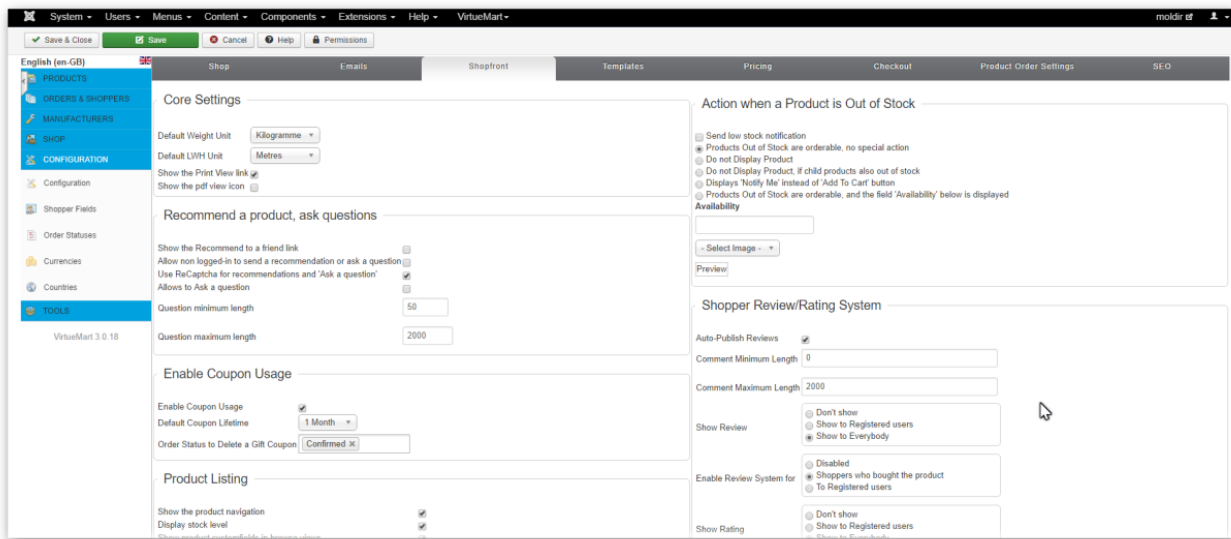 System Users Menus Content Components Extensions Help VirtueMart moldir
Save & Close Save Cancel Help Permissions
English (en-GB)
Shop Emails Shopfront Templates Pricing Checkout Product Order Settings SEO
PRODUCTS
ORDERS & SHOPPERS
MANUFACTURERS
SHOP
CONFIGURATION
Configuration
Shopper Fields
Order Statuses
Currencies
Countries
TOOLS
VirtueMart 3.0.18
Core Settings
Default Weight Unit Kilogramme
Default LWH Unit Metres
Show the Print View link
Show the pdf view icon
Recommend a product, ask questions
Show the Recommend to a friend link
Allow non logged-in to send a recommendation or ask a question
Use ReCaptcha for recommendations and 'Ask a question'
Allows to Ask a question
Question minimum length 50
Question maximum length 2000
Enable Coupon Usage
Enable Coupon Usage
Default Coupon Lifetime 1 Month
Order Status to Delete a Gift Coupon Confirmed
Product Listing
Show the product navigation
Display stock level
Show product customfields in browse views
Action when a Product is Out of Stock
Send low stock notification
Products Out of Stock are orderable, no special action
Do not Display Product
Do not Display Product, if child products also out of stock
Displays 'Notify Me' instead of 'Add To Cart' button
Products Out of Stock are orderable, and the field 'Availability' below is displayed
Availability
- Select Image -
Preview
Shopper Review/Rating System
Auto-Publish Reviews
Comment Minimum Length 0
Comment Maximum Length 2000
Don't show
Show Review Show to Registered users
Show to Everybody
Disabled
Enable Review System for Shoppers who bought the product
To Registered users
Don't show
Show Rating Show to Registered users
Show to Everybody